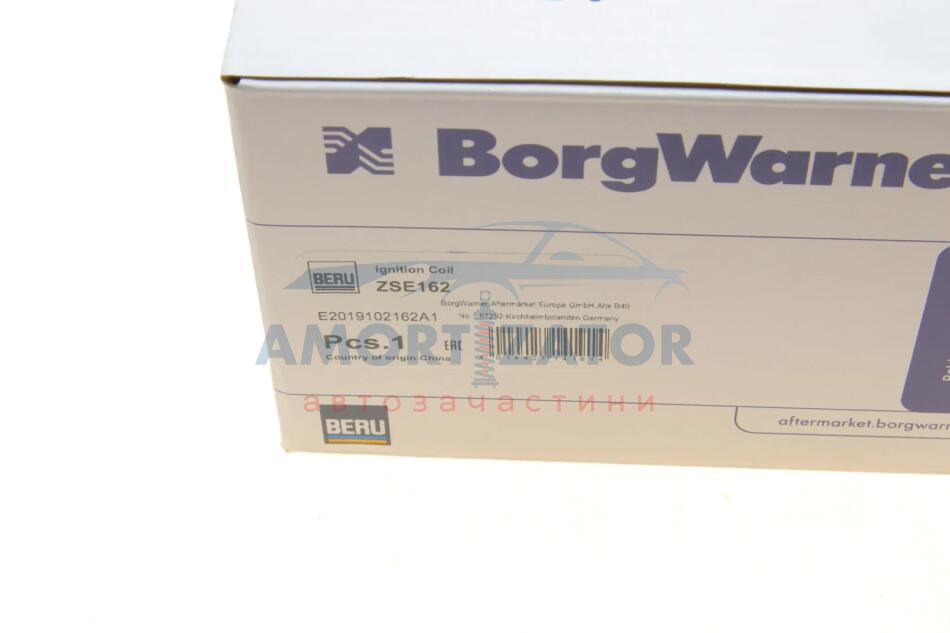 BorgWarne
BERU
Ignition Coil
ZSE162
BorgWarner Aftermarket Europe GmbH,Alte B40
No 1,67292 Kirchheimbolanden Germany
E2019102162A1
Pcs.1
EAC
Country of origin China
AMORTIZATOR
автозачастини
BERU
aftermarket.borgwarn